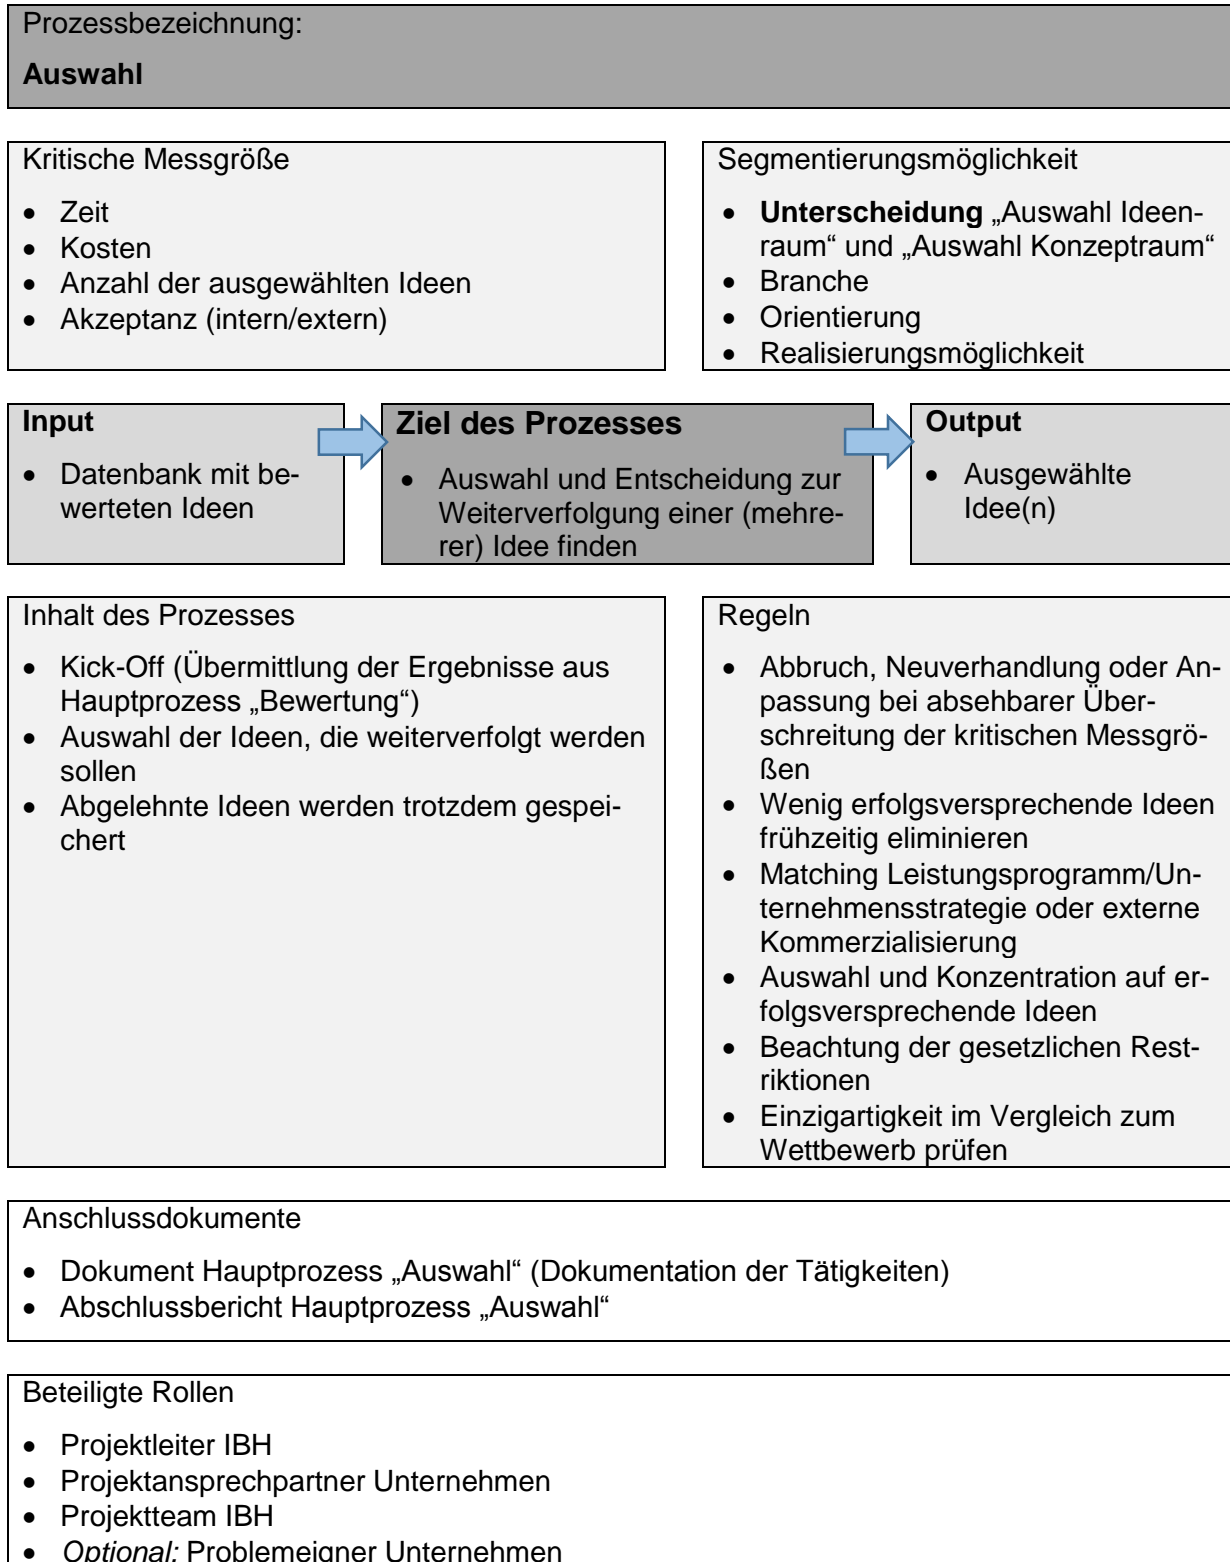 Prozessbezeichnung:
Auswahl
Kritische Messgröße
• Zeit
• Kosten
• Anzahl der ausgewählten Ideen
• Akzeptanz (intern/extern)
Segmentierungsmöglichkeit
• Unterscheidung „Auswahl Ideen-
raum“ und „Auswahl Konzeptraum“
• Branche
• Orientierung
• Realisierungsmöglichkeit
Input
• Datenbank mit be-
werteten Ideen
Ziel des Prozesses
• Auswahl und Entscheidung zur
Weiterverfolgung einer (mehre-
rer) Idee finden
Output
• Ausgewählte
Idee(n)
Inhalt des Prozesses
• Kick-Off (Übermittlung der Ergebnisse aus
Hauptprozess „Bewertung“)
• Auswahl der Ideen, die weiterverfolgt werden
sollen
• Abgelehnte Ideen werden trotzdem gespei-
chert
Regeln
• Abbruch, Neuverhandlung oder An-
passung bei absehbarer Über-
schreitung der kritischen Messgrö-
ßen
• Wenig erfolgsversprechende Ideen
frühzeitig eliminieren
• Matching Leistungsprogramm/Un-
ternehmensstrategie oder externe
Kommerzialisierung
• Auswahl und Konzentration auf er-
folgsversprechende Ideen
• Beachtung der gesetzlichen Rest-
riktionen
• Einzigartigkeit im Vergleich zum
Wettbewerb prüfen
Anschlussdokumente
• Dokument Hauptprozess „Auswahl“ (Dokumentation der Tätigkeiten)
• Abschlussbericht Hauptprozess „Auswahl“
Beteiligte Rollen
• Projektleiter IBH
• Projektansprechpartner Unternehmen
• Projektteam IBH
• Optional: Problemeigner Unternehmen